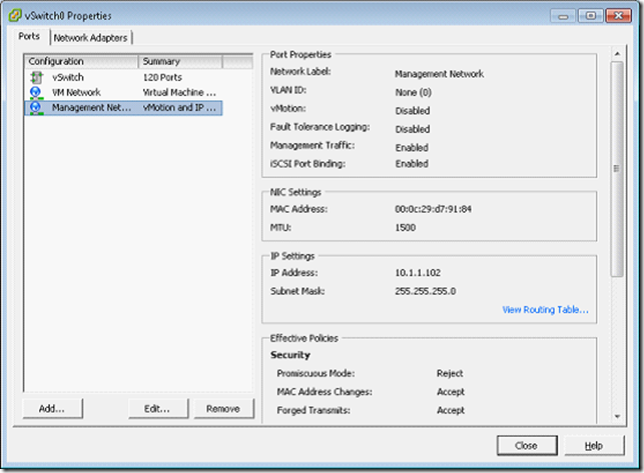 vSwitch0 Properties
Ports Network Adapters
Configuration Summary
vSwitch 120 Ports
VM Network Virtual Machine ...
Management Net... vMotion and IP ...
Add... Edit... Remove
Port Properties
Network Label: Management Network
VLAN ID: None (0)
vMotion: Disabled
Fault Tolerance Logging: Disabled
Management Traffic: Enabled
iSCSI Port Binding: Enabled
NIC Settings
MAC Address: 00:0c:29:d7:91:84
MTU: 1500
IP Settings
IP Address: 10.1.1.102
Subnet Mask: 255.255.255.0
View Routing Table...
Effective Policies
Security
Promiscuous Mode: Reject
MAC Address Changes: Accept
Forged Transmits: Accept
Close Help